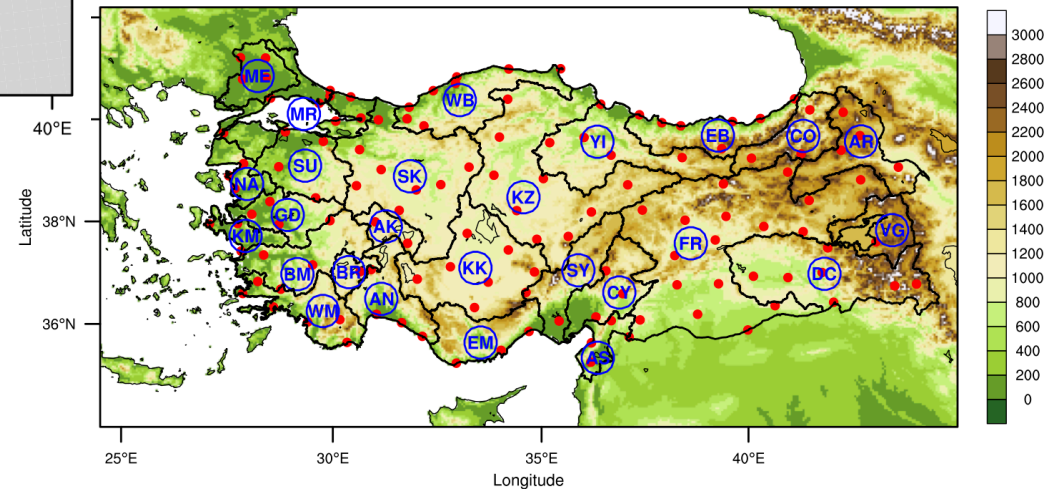 3000
2800
2600
2400
2200
2000
1800
1600
1400
1200
1000
800
600
400
200
0
40°E
38°E
36°E
Latitude
ME
MR
WB
YI
EB
ÇO
AR
NA
SU
SK
KZ
GD
KM
AK
FR
VG
BM
BR
KK
SY
DC
WM
AN
CY
EM
AS
25°E
30°E
35°E
40°E
Longitude